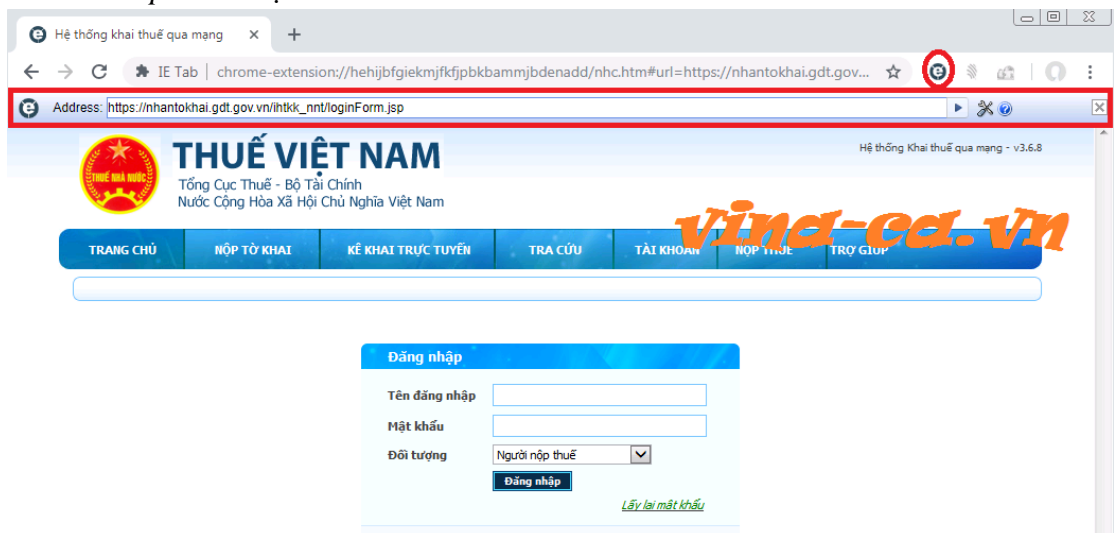 Hệ thống khai thuế qua mạng
IE Tab | chrome-extension://hehijbfgiekmjfkfjpbkbammjbdenadd/nhc.htm#url=https://nhantokhai.gdt.gov...
Address: https://nhantokhai.gdt.gov.vn/ihtkk_nnt/loginForm.jsp
Hệ thống Khai thuế qua mạng - v3.6.8
THUẾ NHÀ NƯỚC
THUẾ VIỆT NAM
Tổng Cục Thuế - Bộ Tài Chính
Nước Cộng Hòa Xã Hội Chủ Nghĩa Việt Nam
vina-ca.vn
TRANG CHỦ NỘP TỜ KHAI KÊ KHAI TRỰC TUYẾN TRA CỨU TÀI KHOẢN NỘP THUẾ TRỢ GIÚP
Đăng nhập
Tên đăng nhập
Mật khẩu
Đối tượng Người nộp thuế
Đăng nhập
Lấy lại mật khẩu